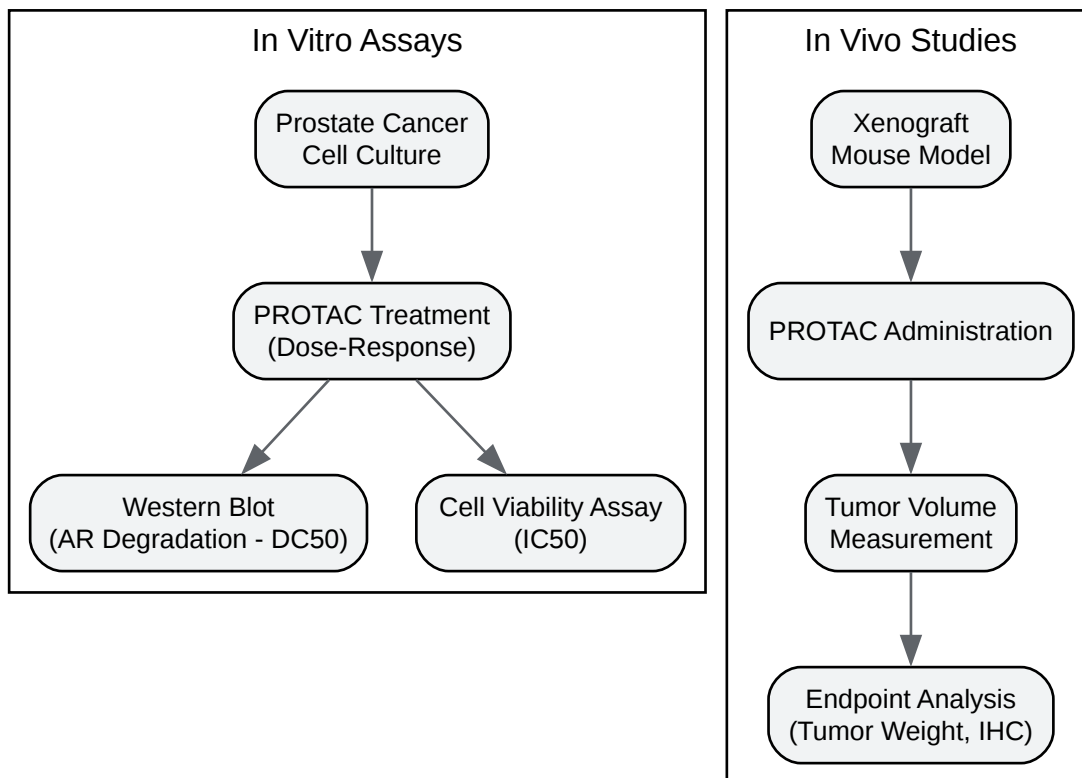 In Vitro Assays
Prostate Cancer
Cell Culture
PROTAC Treatment
(Dose-Response)
Western Blot
(AR Degradation - DC50)
Cell Viability Assay
(IC50)
In Vivo Studies
Xenograft
Mouse Model
PROTAC Administration
Tumor Volume
Measurement
Endpoint Analysis
(Tumor Weight, IHC)